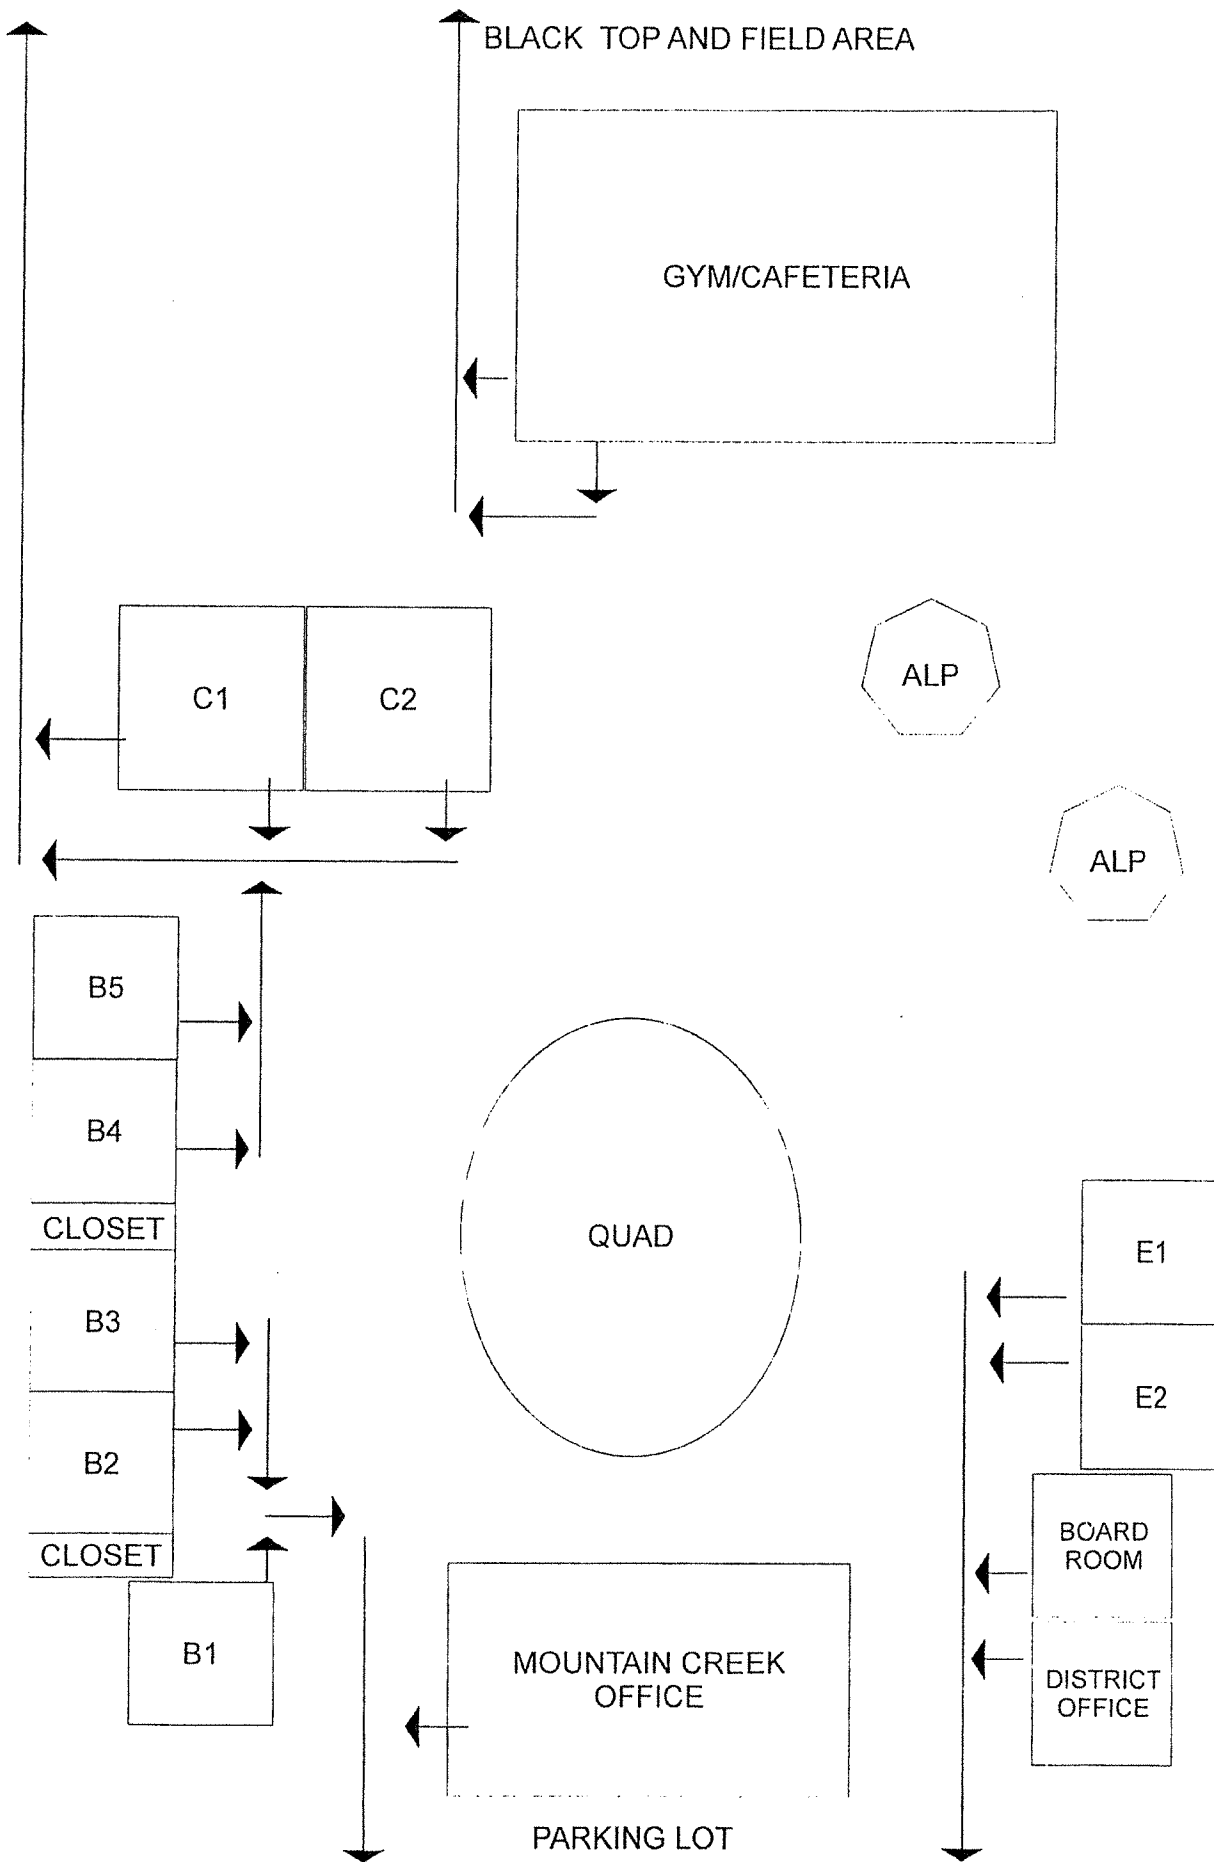 BLACK TOP AND FIELD AREA
GYM/CAFETERIA
C1
C2
ALP
ALP
B5
B4
CLOSET
B3
B2
CLOSET
B1
QUAD
E1
E2
BOARD
ROOM
DISTRICT
OFFICE
MOUNTAIN CREEK
OFFICE
PARKING LOT